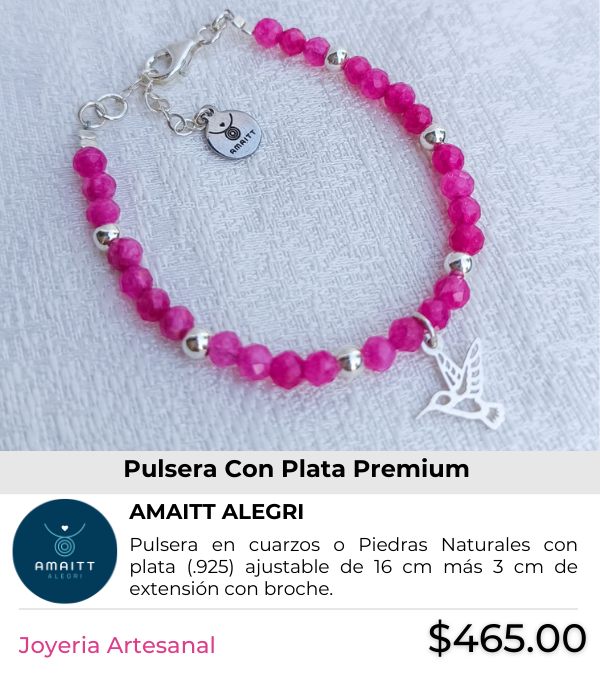 AMAITT
Pulsera Con Plata Premium
AMAITT ALEGRI
Pulsera en cuarzos o Piedras Naturales con
plata (.925) ajustable de 16 cm más 3 cm de
extensión con broche.
AMAITT
ALEGRI
Joyeria Artesanal
$465.00